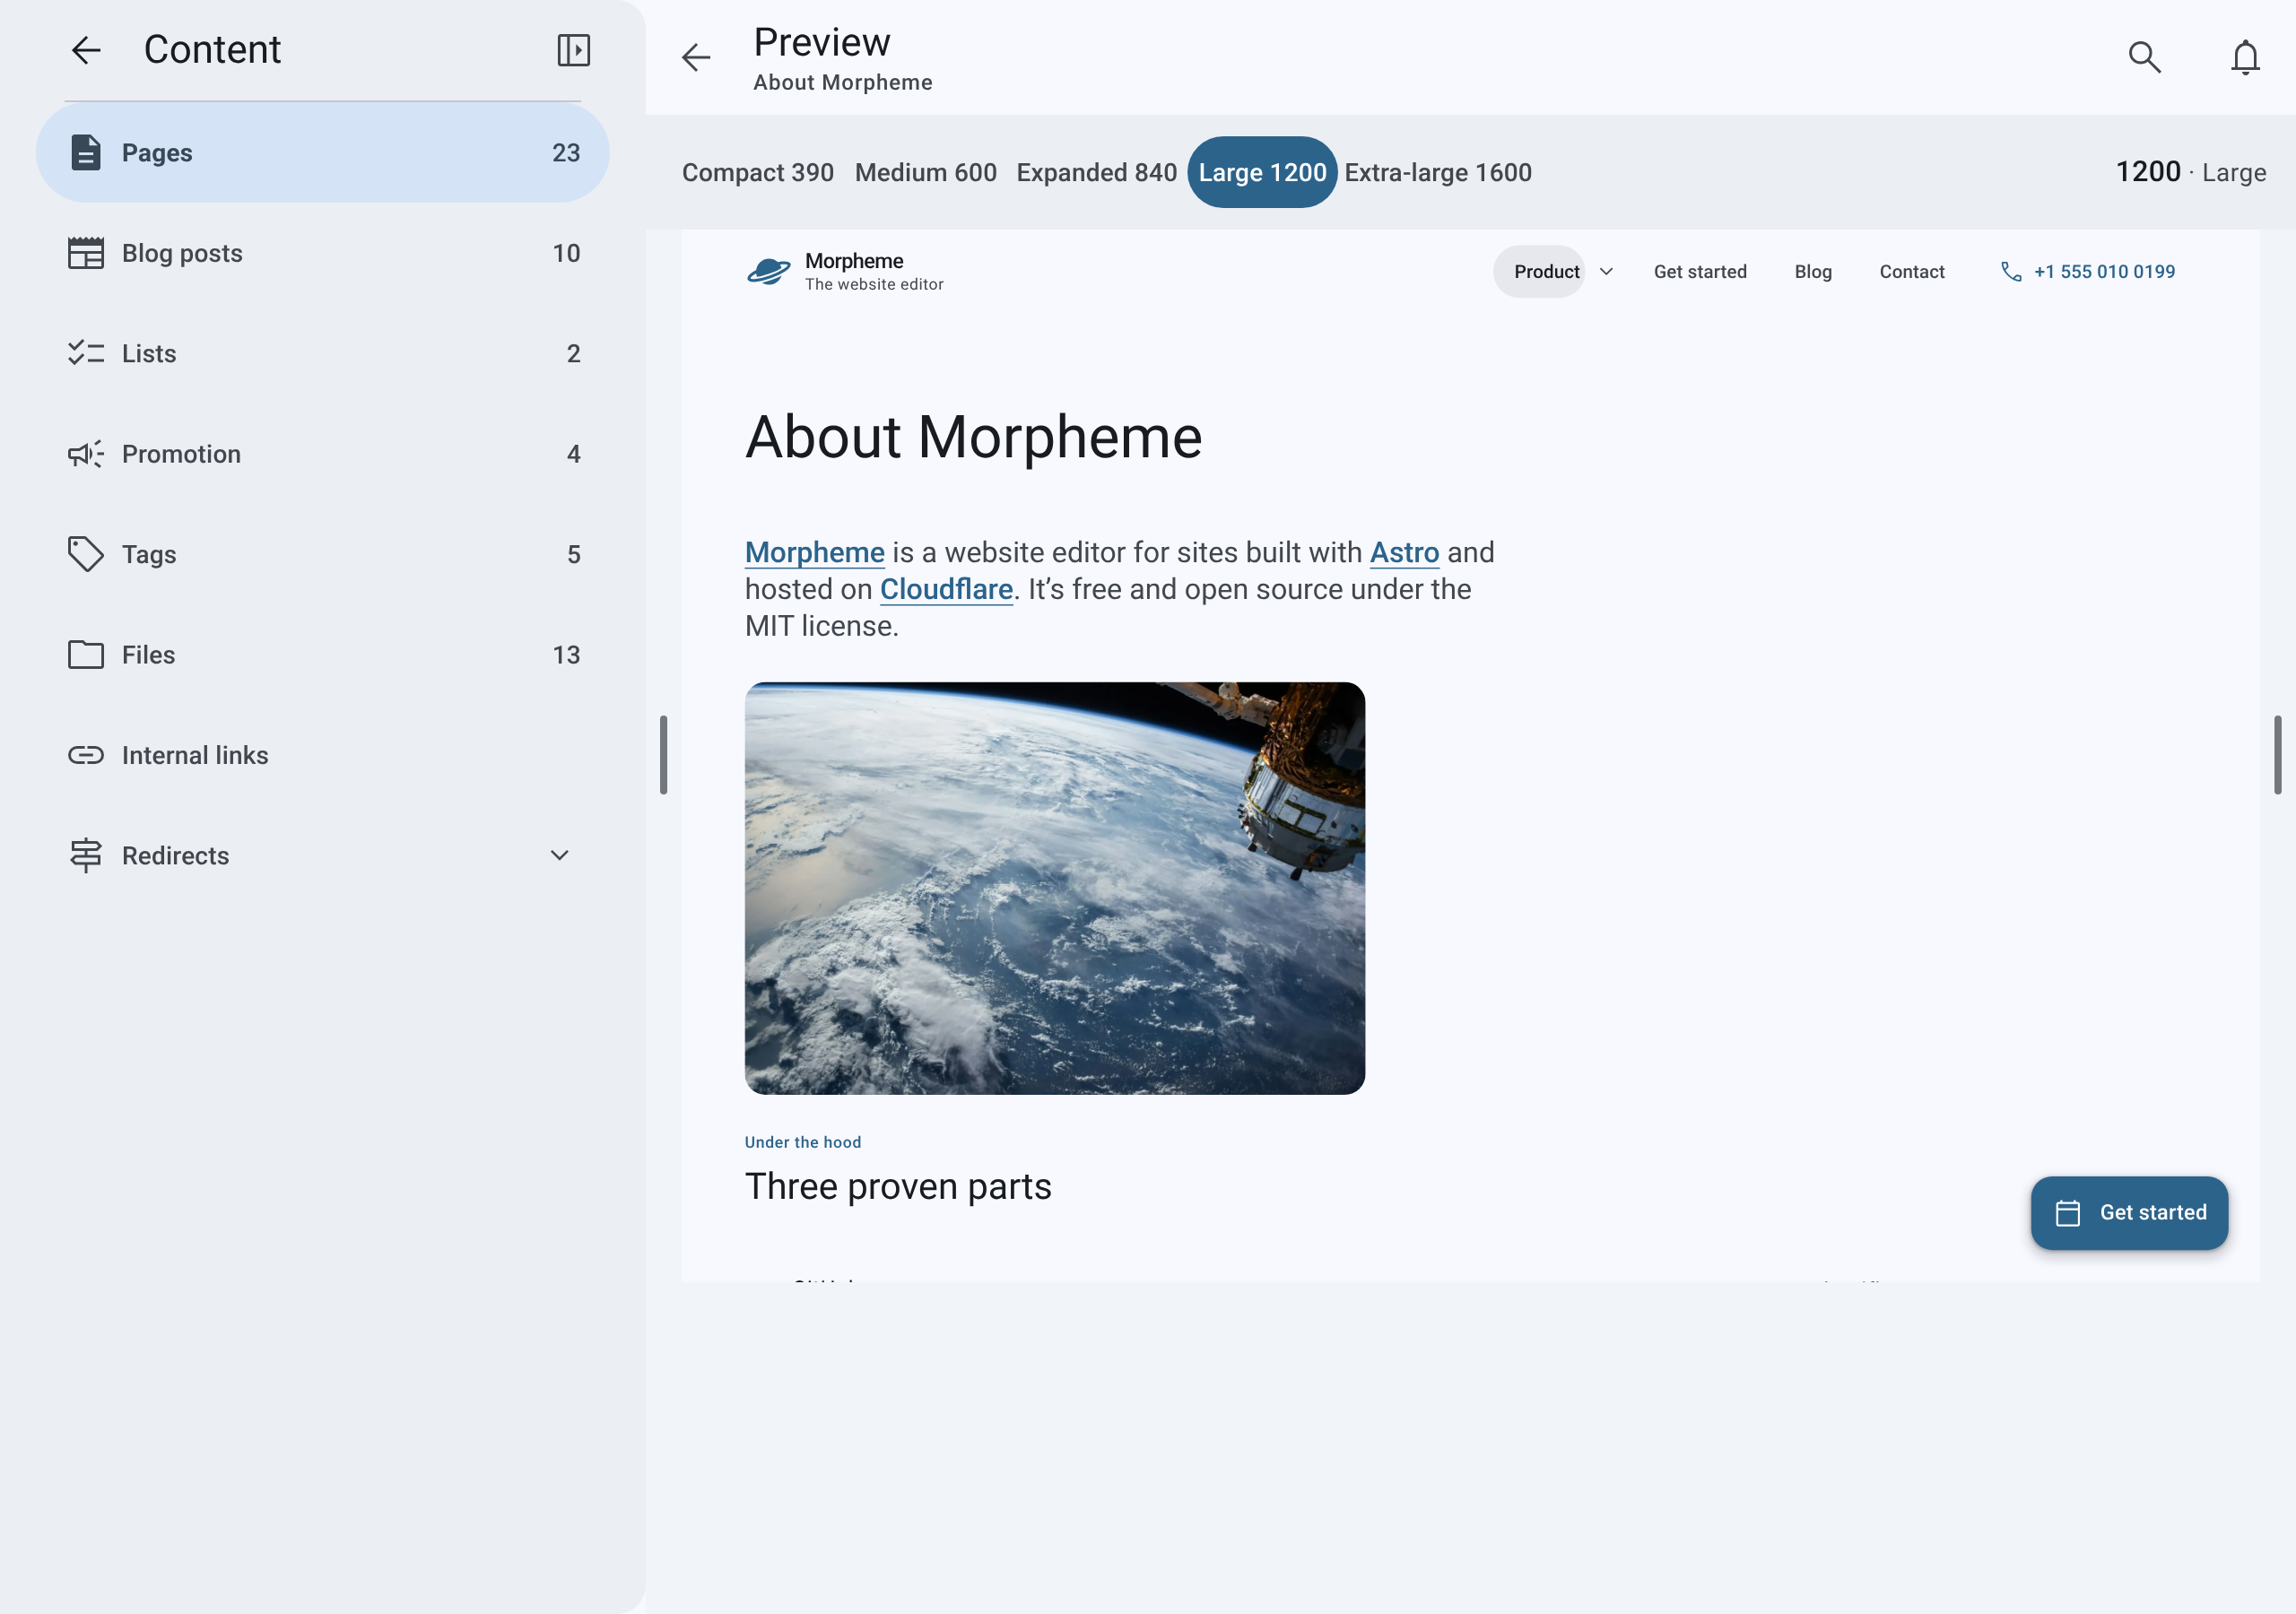 Content
Pages 23
Blog posts 10
Lists 2
Promotion 4
Tags 5
Files 13
Internal links
Redirects
Preview
About Morpheme
Compact 390 Medium 600 Expanded 840 Large 1200 Extra-large 1600 1200 · Large
Morpheme
The website editor
Product Get started Blog Contact +1 555 010 0199
About Morpheme
Morpheme is a website editor for sites built with Astro and
hosted on Cloudflare. It’s free and open source under the
MIT license.
Under the hood
Three proven parts
Get started